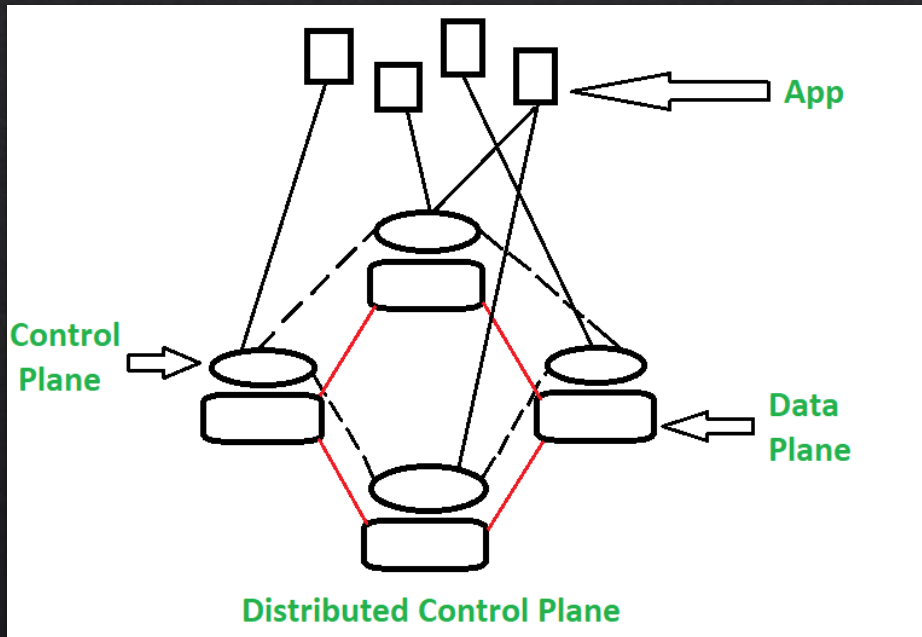 App
Control
Plane
Data
Plane
Distributed Control Plane